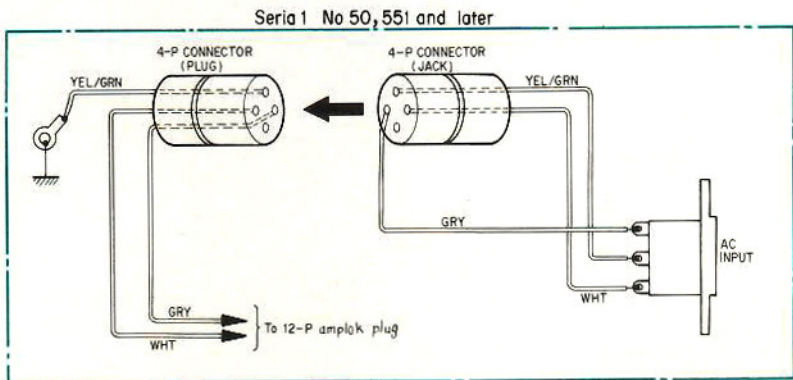 Serial No 50,551 and later
4-P CONNECTOR
(PLUG)
4-P CONNECTOR
(JACK)
YEL/GRN
YEL/GRN
GRY
AC
INPUT
WHT
GRY
WHT
To 12-P amplok plug